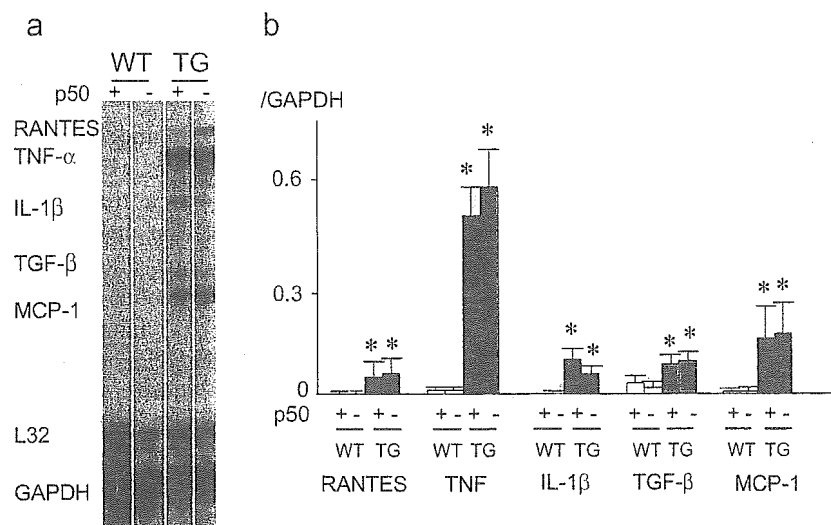 a
WT TG
p50 + - + -
RANTES
TNF-α
IL-1β
TGF-β
MCP-1
L32
GAPDH
b
/GAPDH
0.6
0.3
0
* *
* *
* *
* *
* *
p50 + - + - + - + - + - + - + - + - + - + -
WT TG WT TG WT TG WT TG WT TG
RANTES TNF IL-1β TGF-β MCP-1